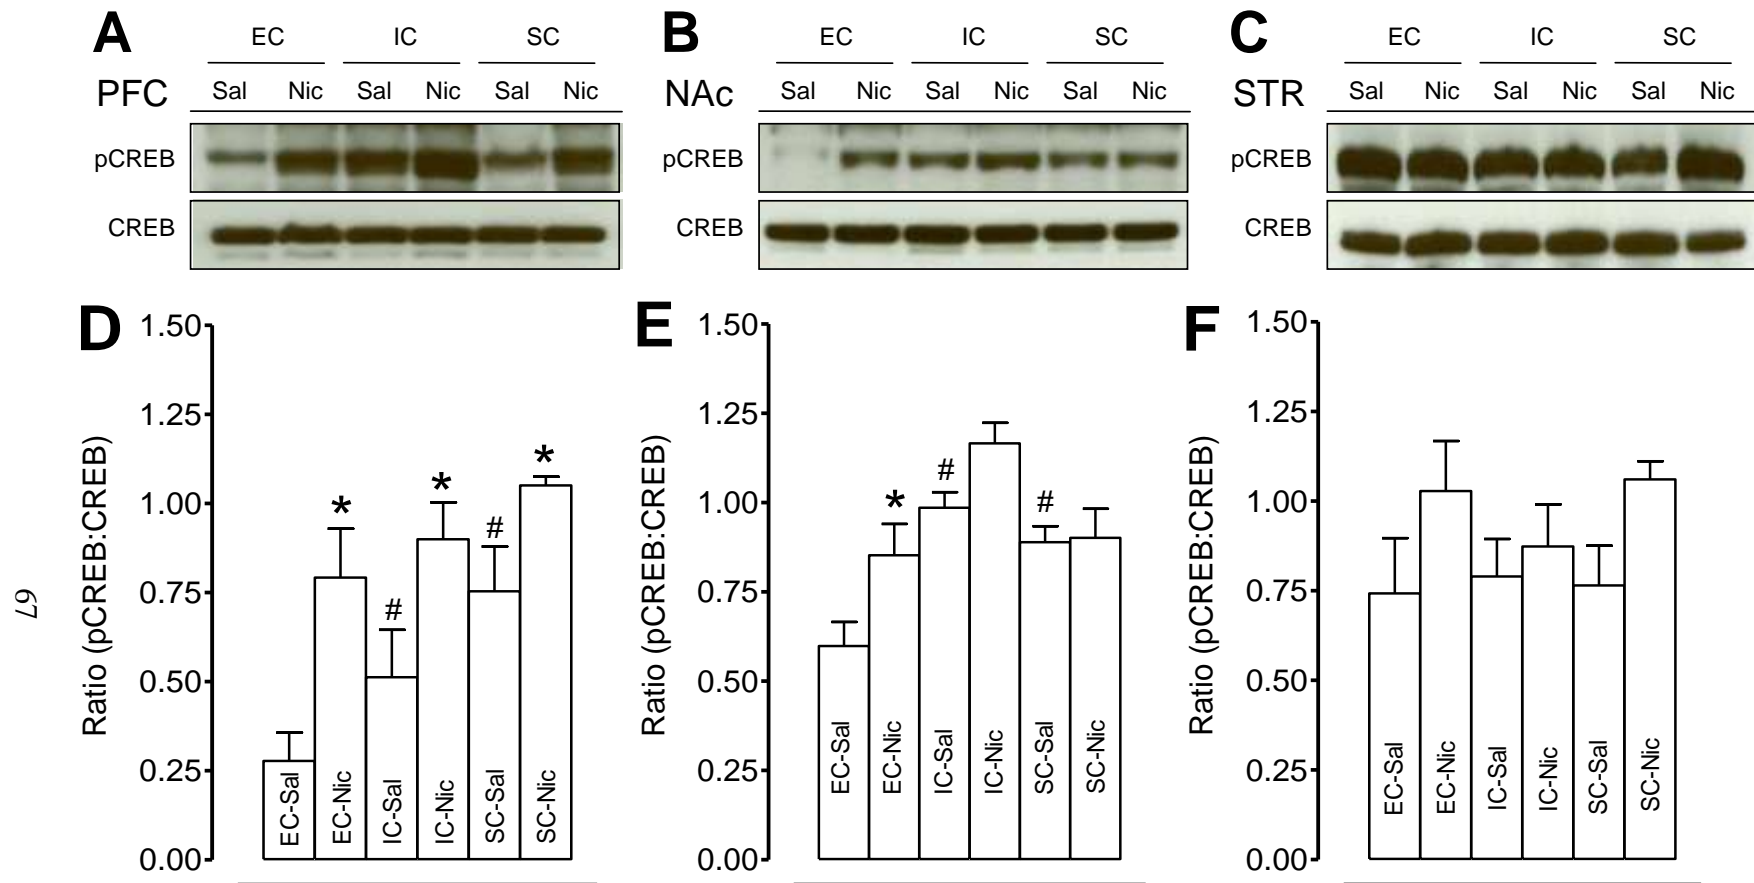 A
EC IC SC
PFC Sal Nic Sal Nic Sal Nic
pCREB
CREB
B
EC IC SC
NAc Sal Nic Sal Nic Sal Nic
pCREB
CREB
C
EC IC SC
STR Sal Nic Sal Nic Sal Nic
pCREB
CREB
D
Ratio (pCREB:CREB)
1.50
1.25
1.00
0.75
0.50
0.25
0.00
* # * # *
EC-Sal
EC-Nic
IC-Sal
IC-Nic
SC-Sal
SC-Nic
E
Ratio (pCREB:CREB)
1.50
1.25
1.00
0.75
0.50
0.25
0.00
* # #
EC-Sal
EC-Nic
IC-Sal
IC-Nic
SC-Sal
SC-Nic
F
Ratio (pCREB:CREB)
1.50
1.25
1.00
0.75
0.50
0.25
0.00
EC-Sal
EC-Nic
IC-Sal
IC-Nic
SC-Sal
SC-Nic
67